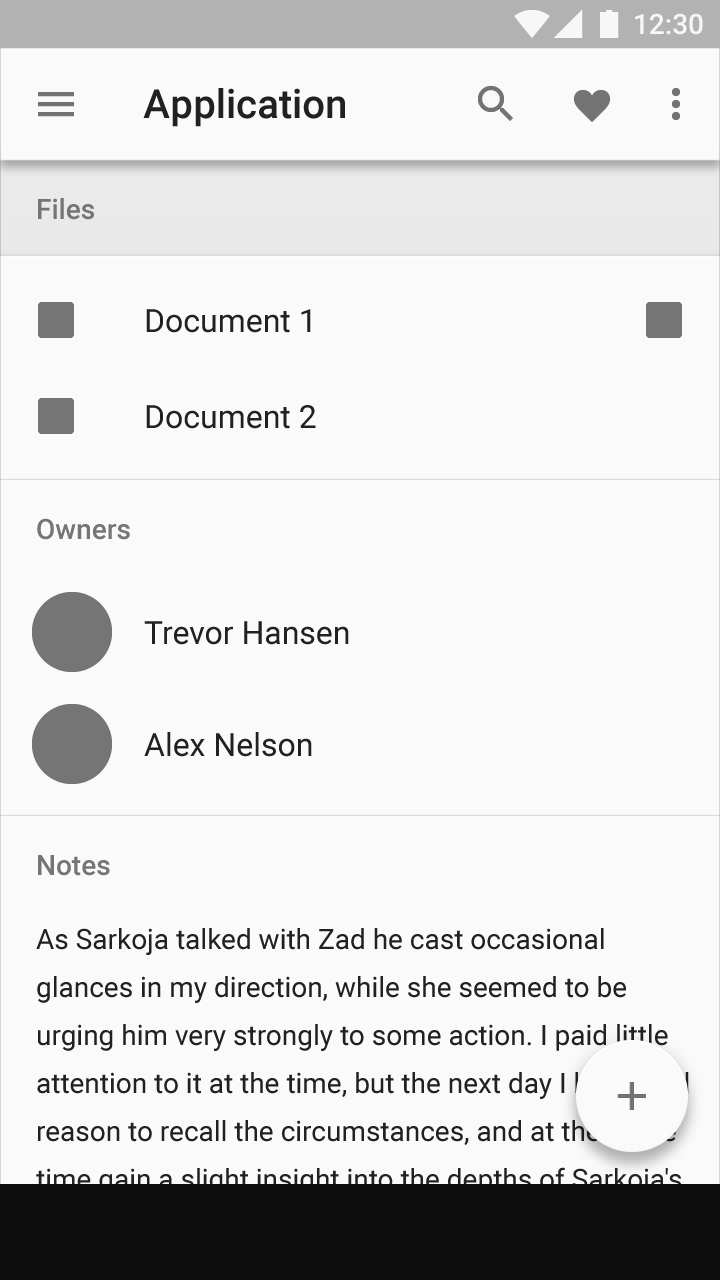 12:30
Application
Files
Document 1
Document 2
Owners
Trevor Hansen
Alex Nelson
Notes
As Sarkoja talked with Zad he cast occasional
glances in my direction, while she seemed to be
urging him very strongly to some action. I paid little
attention to it at the time, but the next day I
reason to recall the circumstances, and at
time gain a slight insight into the depths of Sarkoja's